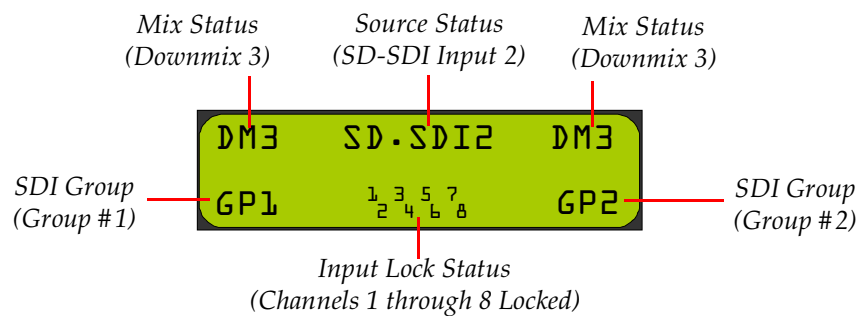 Mix Status
(Downmix 3)
Source Status
(SD-SDI Input 2)
Mix Status
(Downmix 3)
DM3 SD.SDI2 DM3
SDI Group
(Group #1)
GP1 1 2 3 4 5 6 7 8 GP2
SDI Group
(Group #2)
Input Lock Status
(Channels 1 through 8 Locked)